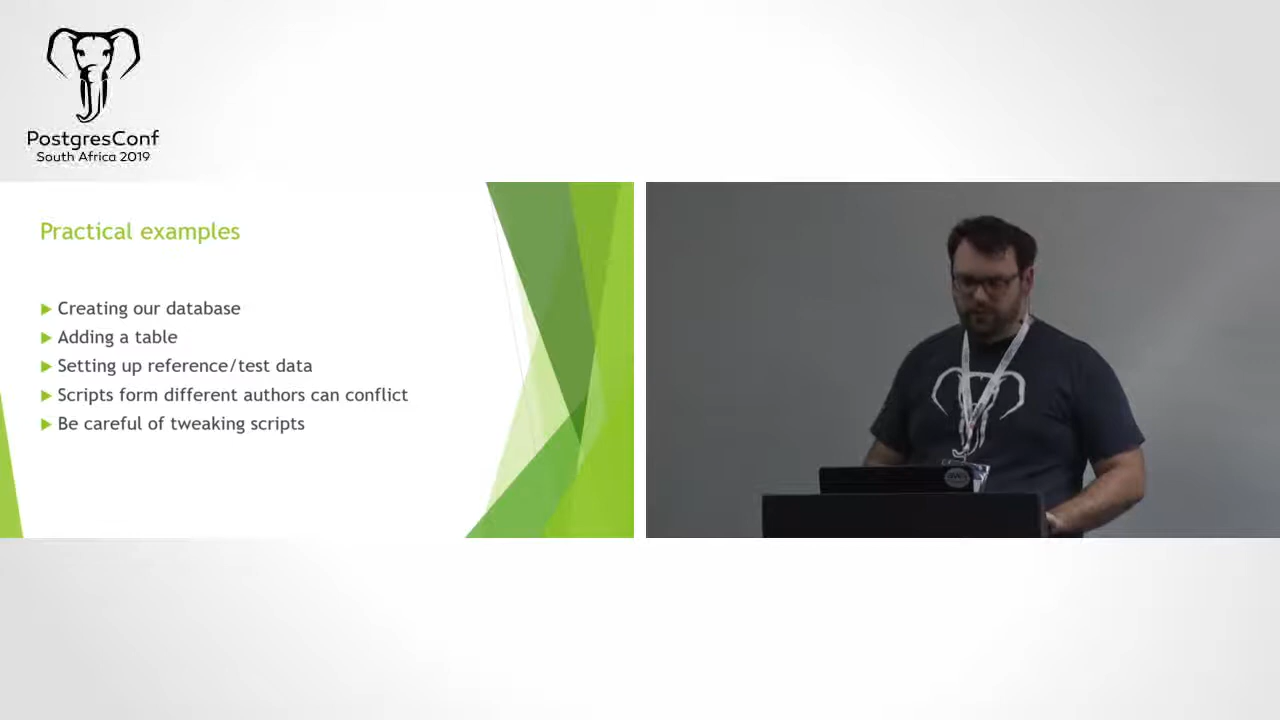 PostgresConf
South Africa 2019
Practical examples
Creating our database
Adding a table
Setting up reference/test data
Scripts form different authors can conflict
Be careful of tweaking scripts